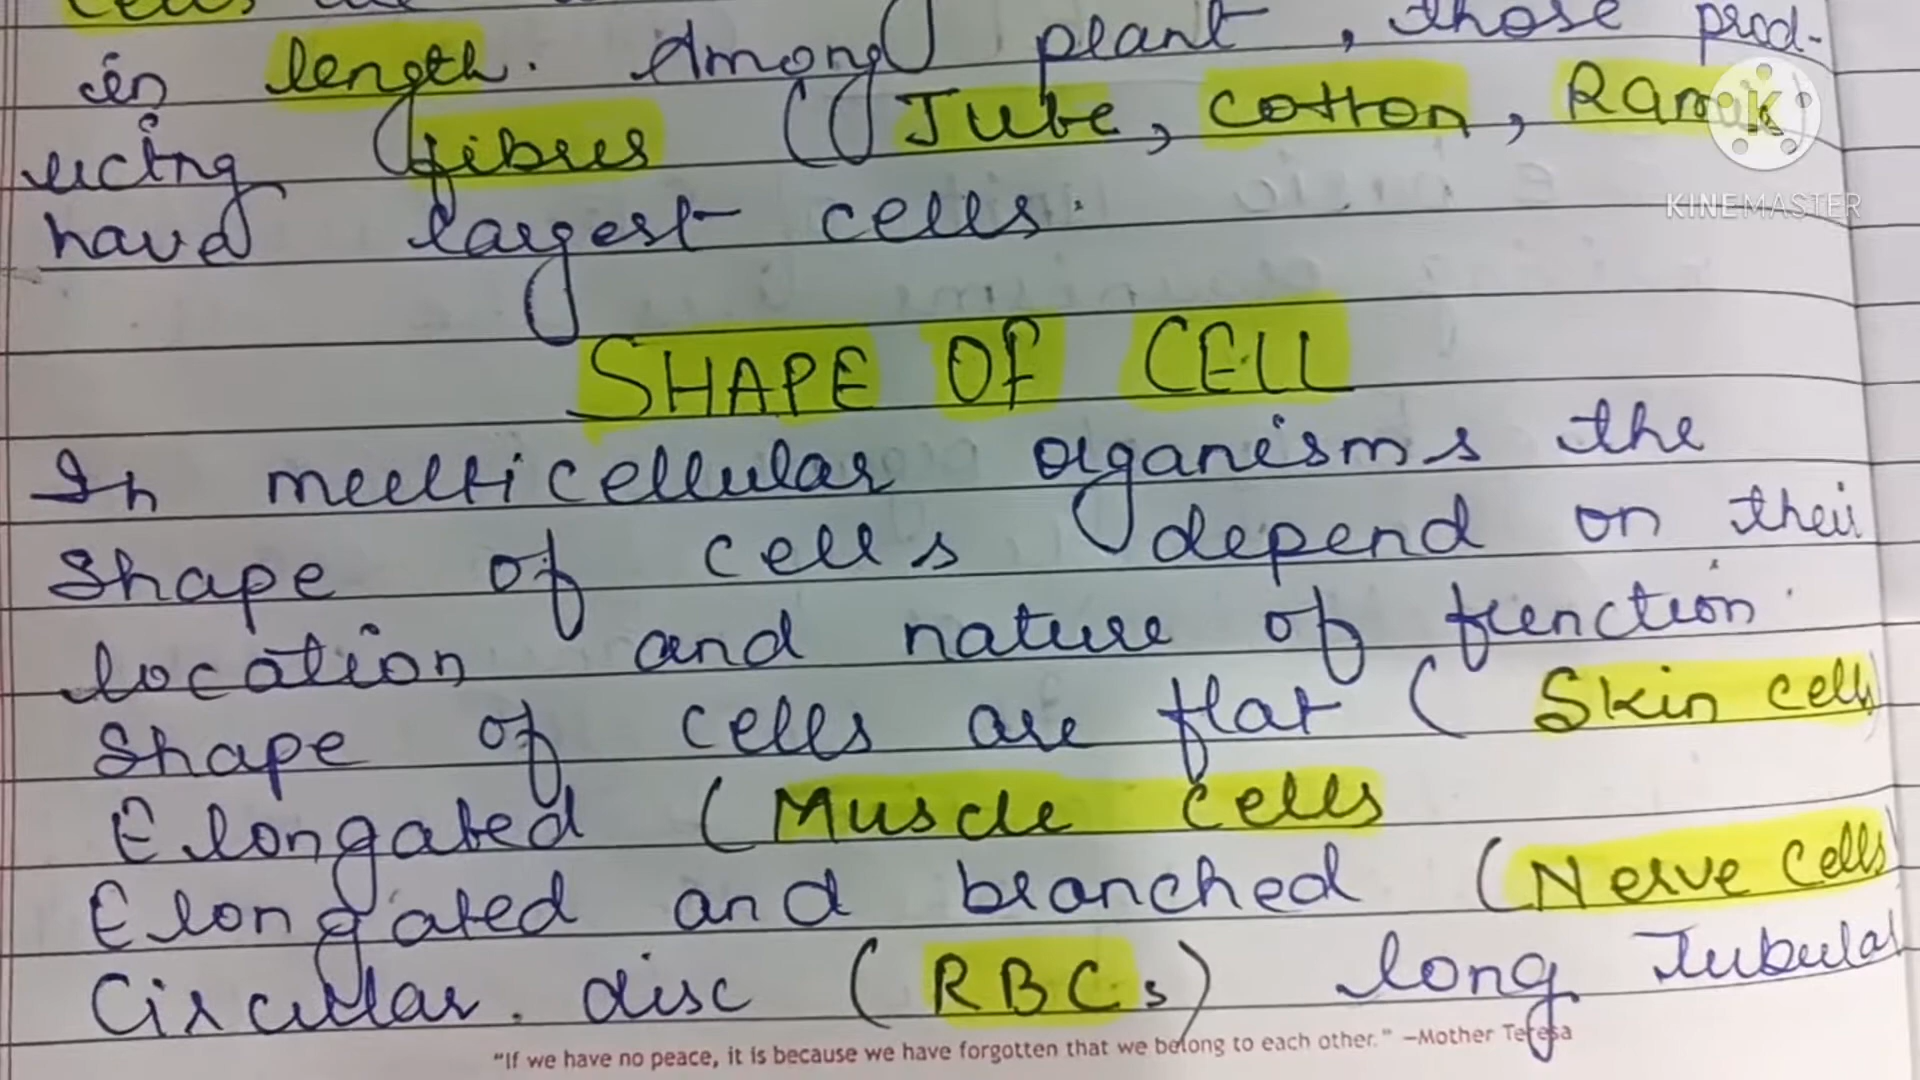 in length. Among plant, those prod-
ucing fibres (Jute, cotton, Ramie)
have largest cells.
SHAPE OF CELL
In multicellular organisms the
shape of cells depend on their
location and nature of function.
Shape of cells are flat (Skin cells)
Elongated (Muscle cells
Elongated and branched (Nerve Cells)
Circular disc (RBCs) long Tubular
"If we have no peace, it is because we have forgotten that we belong to each other." —Mother Teresa
K
KINEMASTER